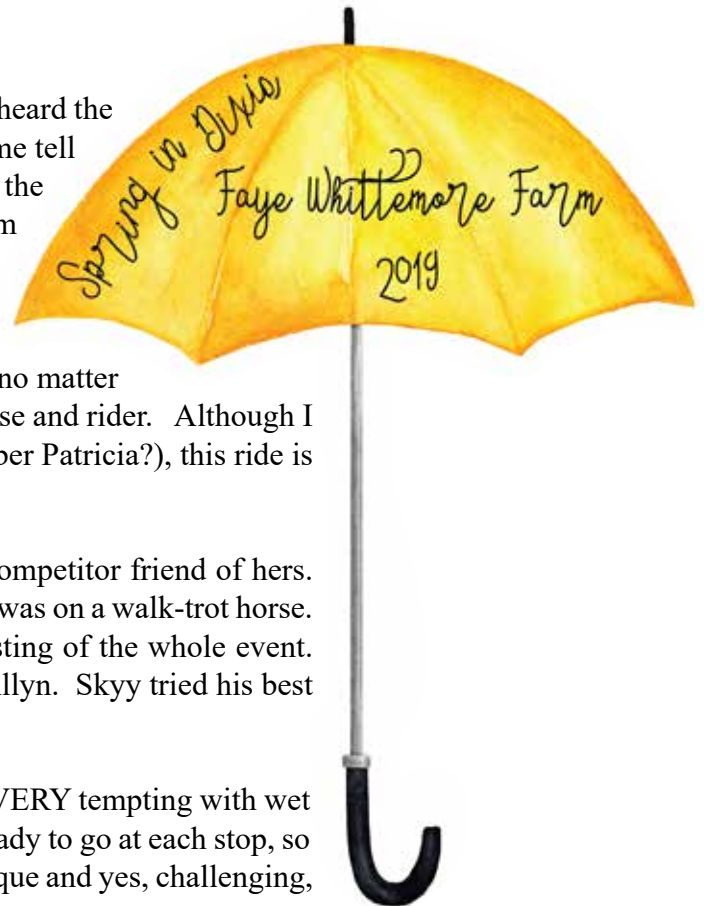 heard the
me tell
the
m
Spring in Dixie
Faye Whittemore Farm
2019
no matter
se and rider. Although I
ber Patricia?), this ride is
ompetitor friend of hers.
was on a walk-trot horse.
sting of the whole event.
llyn. Skyy tried his best
VERY tempting with wet
eady to go at each stop, so
que and yes, challenging,